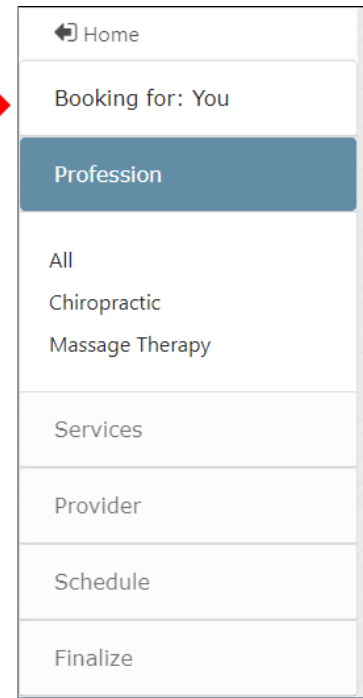 Home
Booking for: You
Profession
All
Chiropractic
Massage Therapy
Services
Provider
Schedule
Finalize